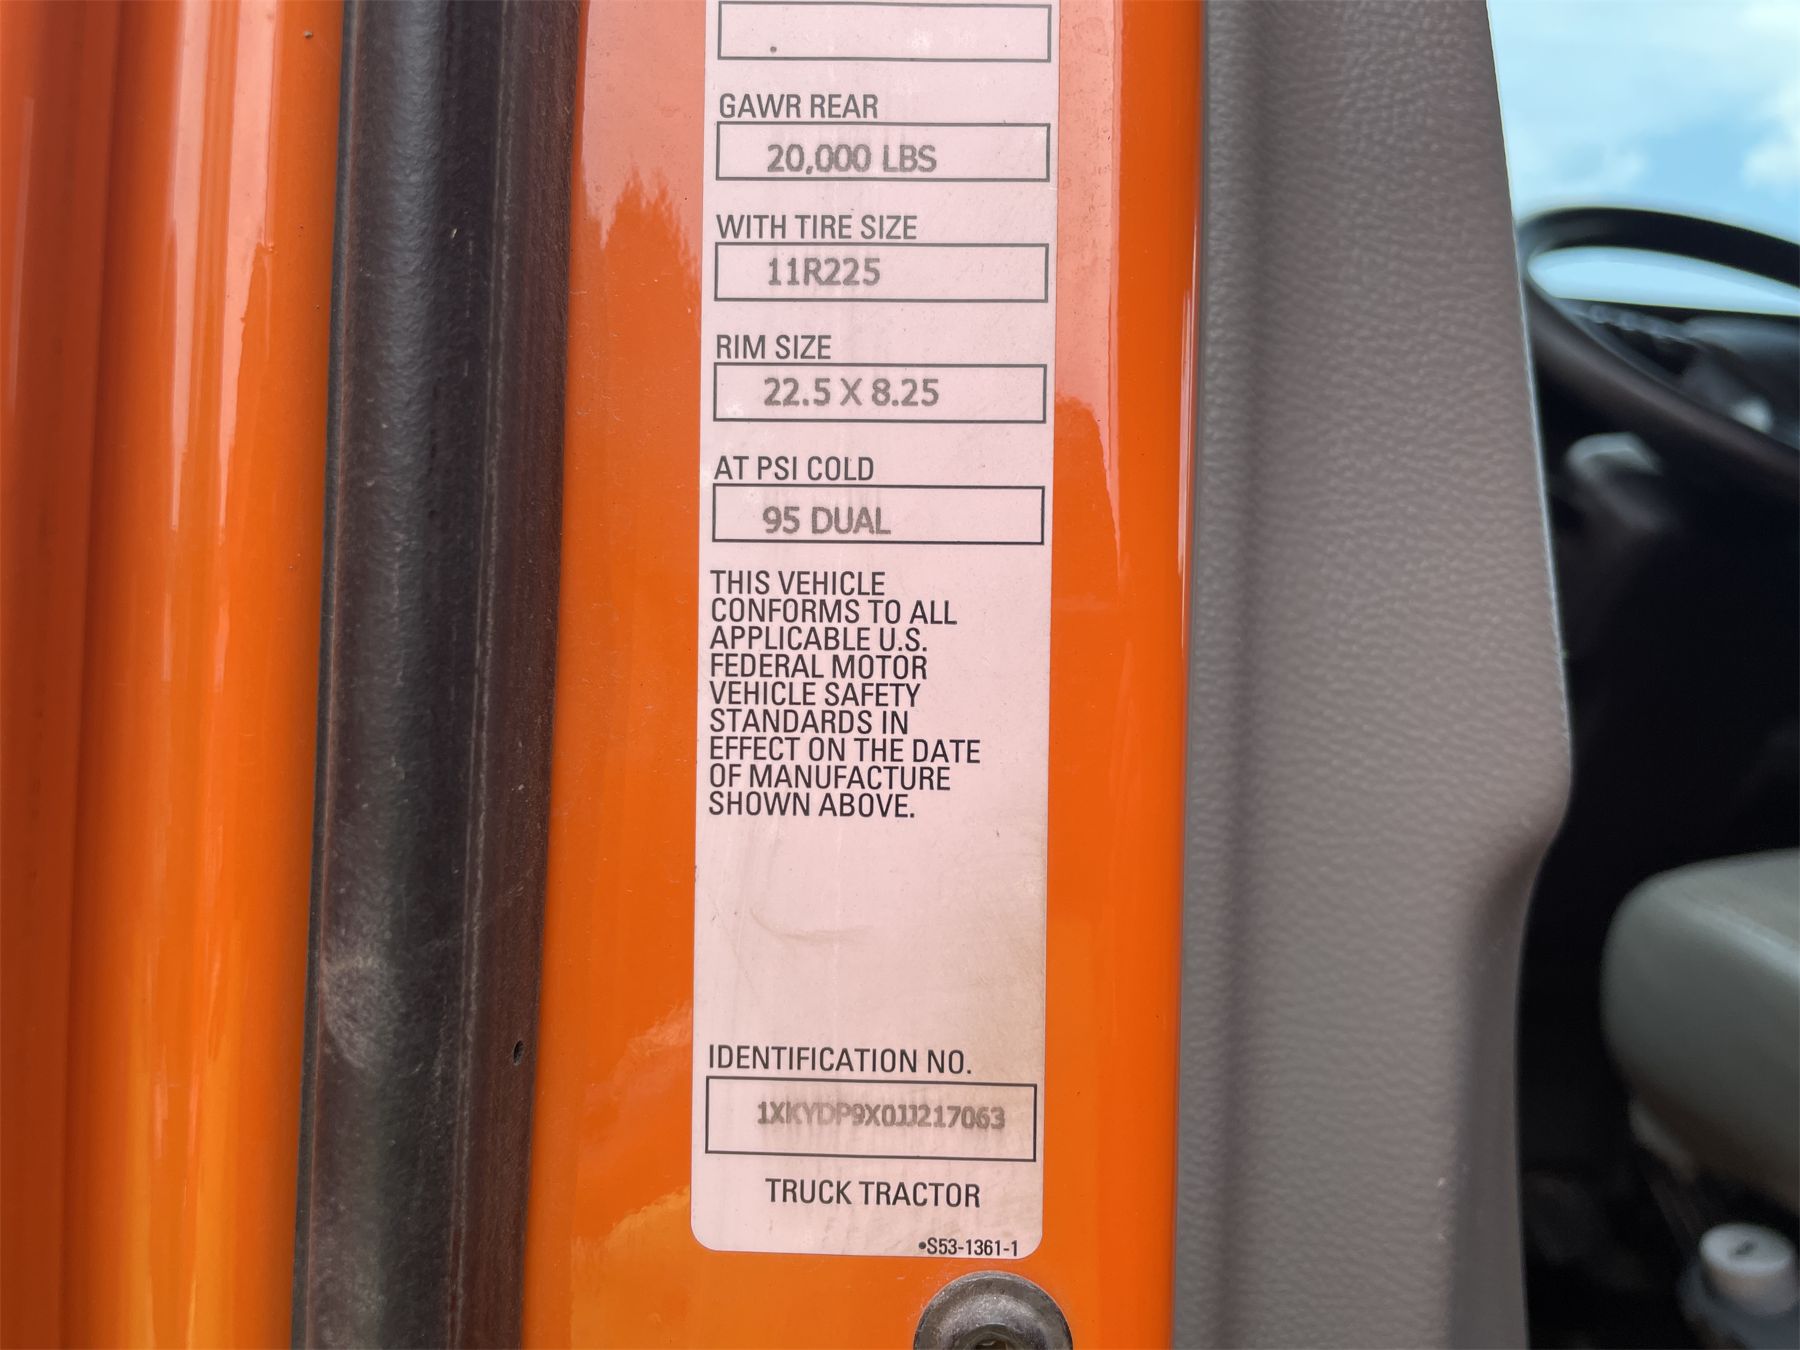 GAWR REAR
20,000 LBS
WITH TIRE SIZE
11R225
RIM SIZE
22.5 X 8.25
AT PSI COLD
95 DUAL
THIS VEHICLE
CONFORMS TO ALL
APPLICABLE U.S.
FEDERAL MOTOR
VEHICLE SAFETY
STANDARDS IN
EFFECT ON THE DATE
OF MANUFACTURE
SHOWN ABOVE.
IDENTIFICATION NO.
1XKYDP9X0JJ217063
TRUCK TRACTOR
•S53-1361-1